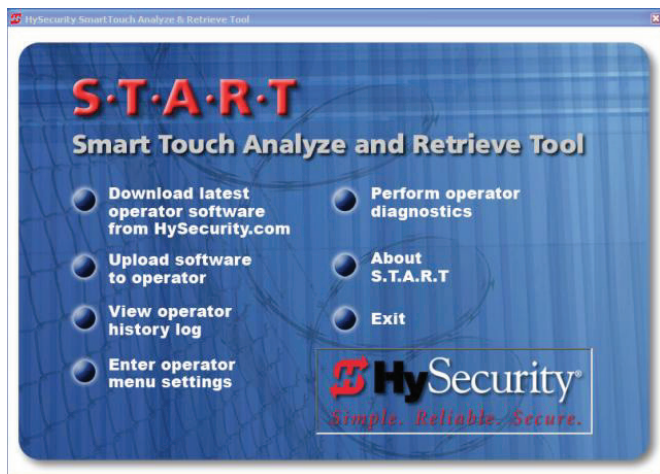 HySecurity SmartTouch Analyze & Retrieve Tool
S·T·A·R·T
Smart Touch Analyze and Retrieve Tool
Download latest
operator software
from HySecurity.com
Upload software
to operator
View operator
history log
Enter operator
menu settings
Perform operator
diagnostics
About
S.T.A.R.T
Exit
HySecurity®
Simple. Reliable. Secure.